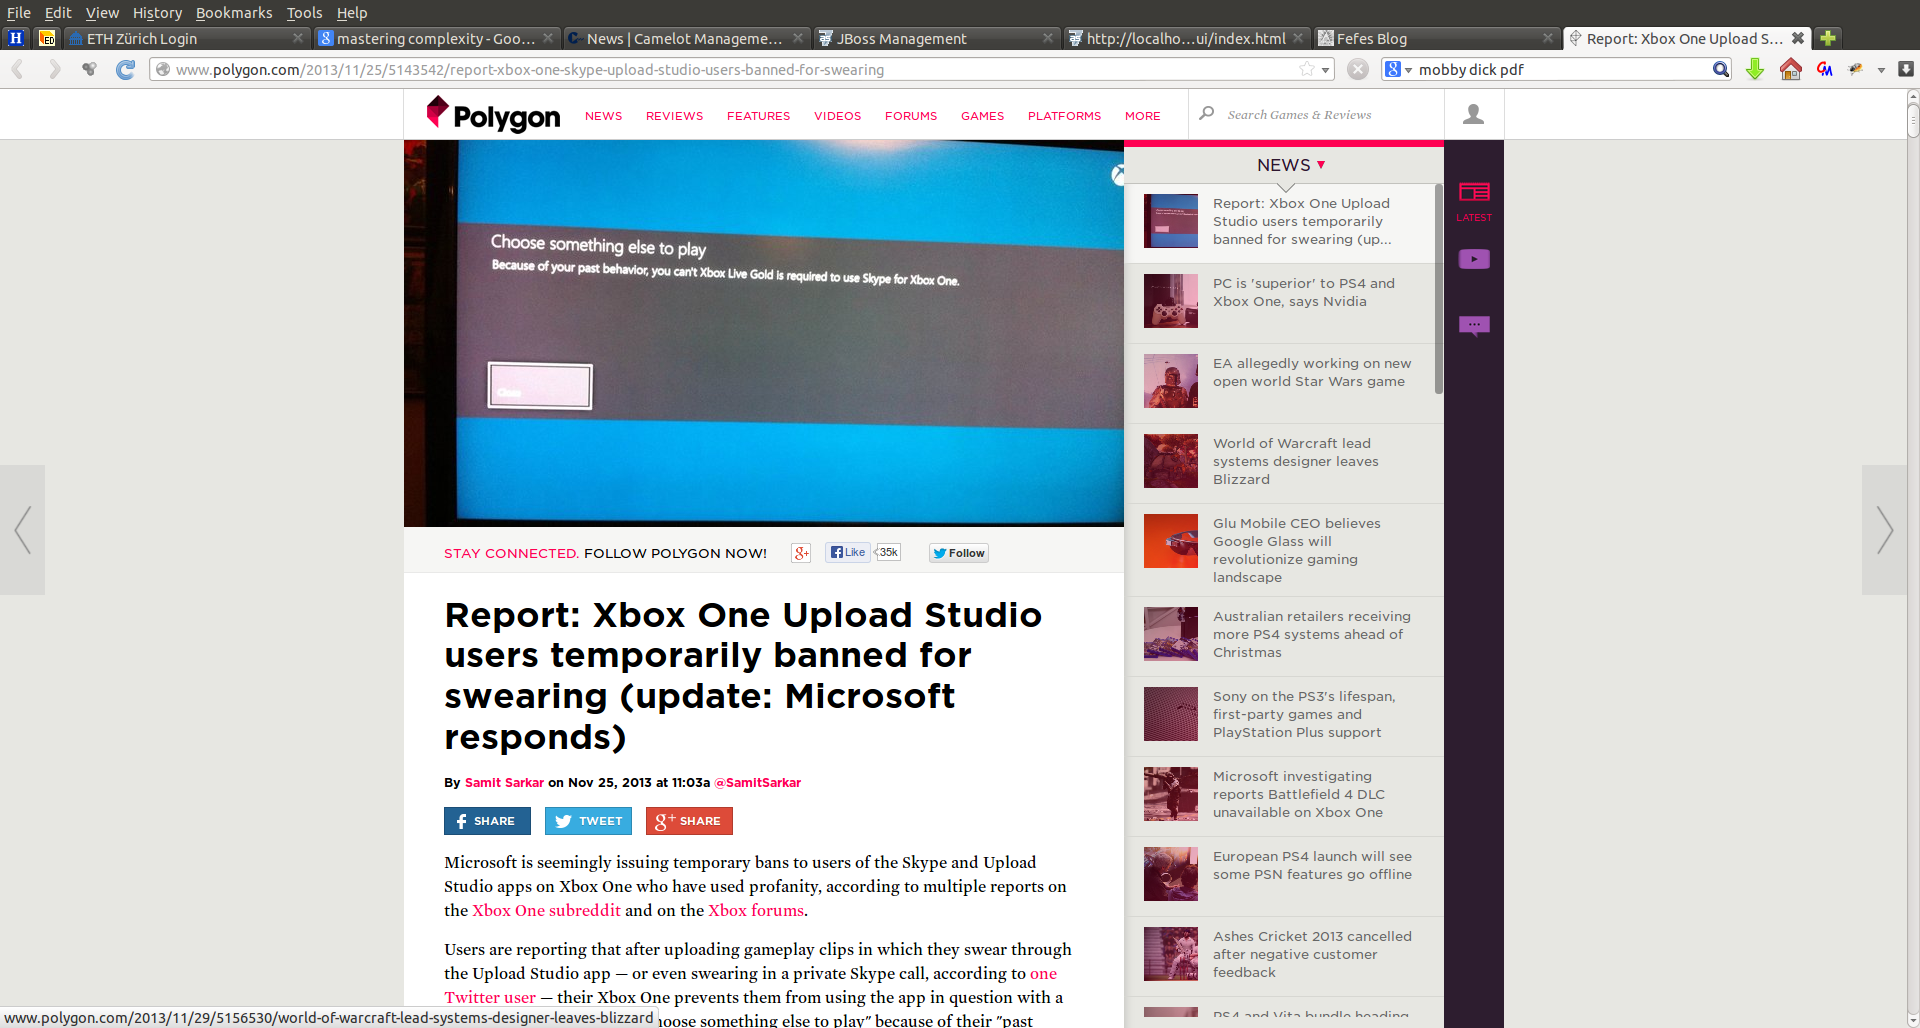 File Edit View History Bookmarks Tools Help
H ED ETH Zürich Login mastering complexity - Goo... News | Camelot Manageme... JBoss Management http://localho...ui/index.html Fefes Blog Report: Xbox One Upload S...
www.polygon.com/2013/11/25/5143542/report-xbox-one-skype-upload-studio-users-banned-for-swearing
mobby dick pdf
Polygon NEWS REVIEWS FEATURES VIDEOS FORUMS GAMES PLATFORMS MORE Search Games & Reviews
Choose something else to play
Because of your past behavior, you can't Xbox Live Gold is required to use Skype for Xbox One.
Close
STAY CONNECTED. FOLLOW POLYGON NOW! g+ Like 35k Follow
Report: Xbox One Upload Studio
users temporarily banned for
swearing (update: Microsoft
responds)
By Samit Sarkar on Nov 25, 2013 at 11:03a @SamitSarkar
SHARE TWEET g+ SHARE
Microsoft is seemingly issuing temporary bans to users of the Skype and Upload
Studio apps on Xbox One who have used profanity, according to multiple reports on
the Xbox One subreddit and on the Xbox forums.
Users are reporting that after uploading gameplay clips in which they swear through
the Upload Studio app — or even swearing in a private Skype call, according to one
Twitter user — their Xbox One prevents them from using the app in question with a
hoose something else to play" because of their "past
NEWS
Report: Xbox One Upload
Studio users temporarily
banned for swearing (up...
PC is 'superior' to PS4 and
Xbox One, says Nvidia
EA allegedly working on new
open world Star Wars game
World of Warcraft lead
systems designer leaves
Blizzard
Glu Mobile CEO believes
Google Glass will
revolutionize gaming
landscape
Australian retailers receiving
more PS4 systems ahead of
Christmas
Sony on the PS3's lifespan,
first-party games and
PlayStation Plus support
Microsoft investigating
reports Battlefield 4 DLC
unavailable on Xbox One
European PS4 launch will see
some PSN features go offline
Ashes Cricket 2013 cancelled
after negative customer
feedback
PS4 and Vita bundle heading
LATEST
www.polygon.com/2013/11/29/5156530/world-of-warcraft-lead-systems-designer-leaves-blizzard